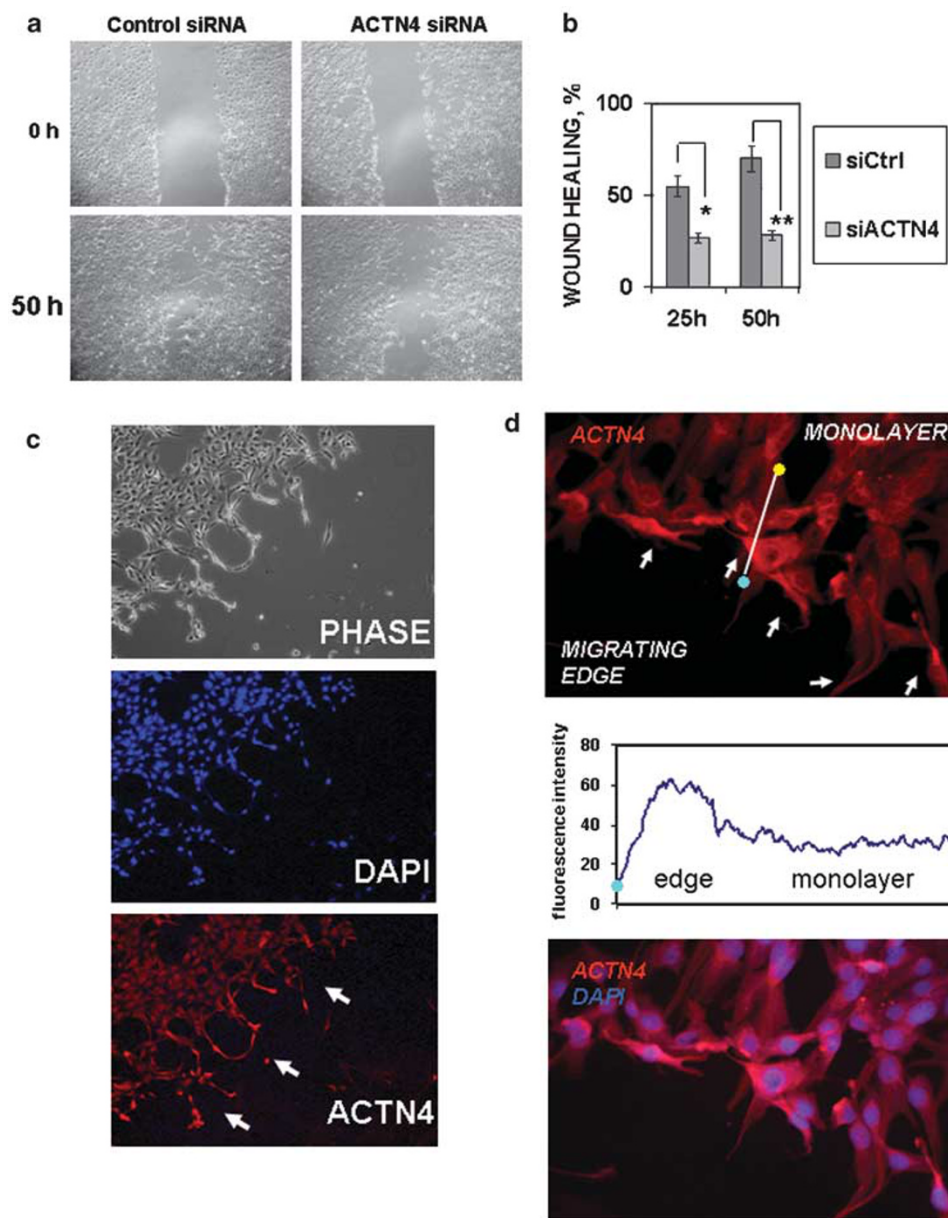 a
Control siRNA
ACTN4 siRNA
0 h
50 h
b
WOUND HEALING, %
100
50
0
25h
50h
*
**
siCtrl
siACTN4
c
PHASE
DAPI
ACTN4
d
ACTN4
MONOLAYER
MIGRATING
EDGE
fluorescence intensity
80
60
40
20
0
edge
monolayer
ACTN4
DAPI